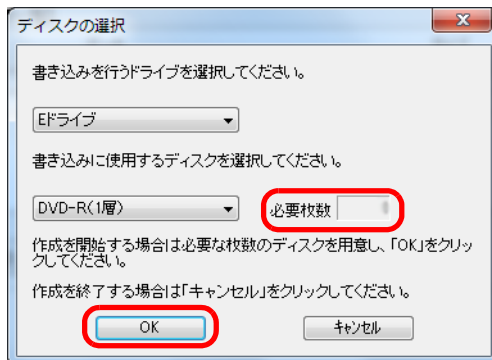 ディスクの選択
書き込みを行うドライブを選択してください。
Eドライブ
書き込みに使用するディスクを選択してください。
DVD-R(1層) 必要枚数
作成を開始する場合は必要な枚数のディスクを用意し、「OK」をクリッ
クしてください。
作成を終了する場合は「キャンセル」をクリックしてください。
OK キャンセル